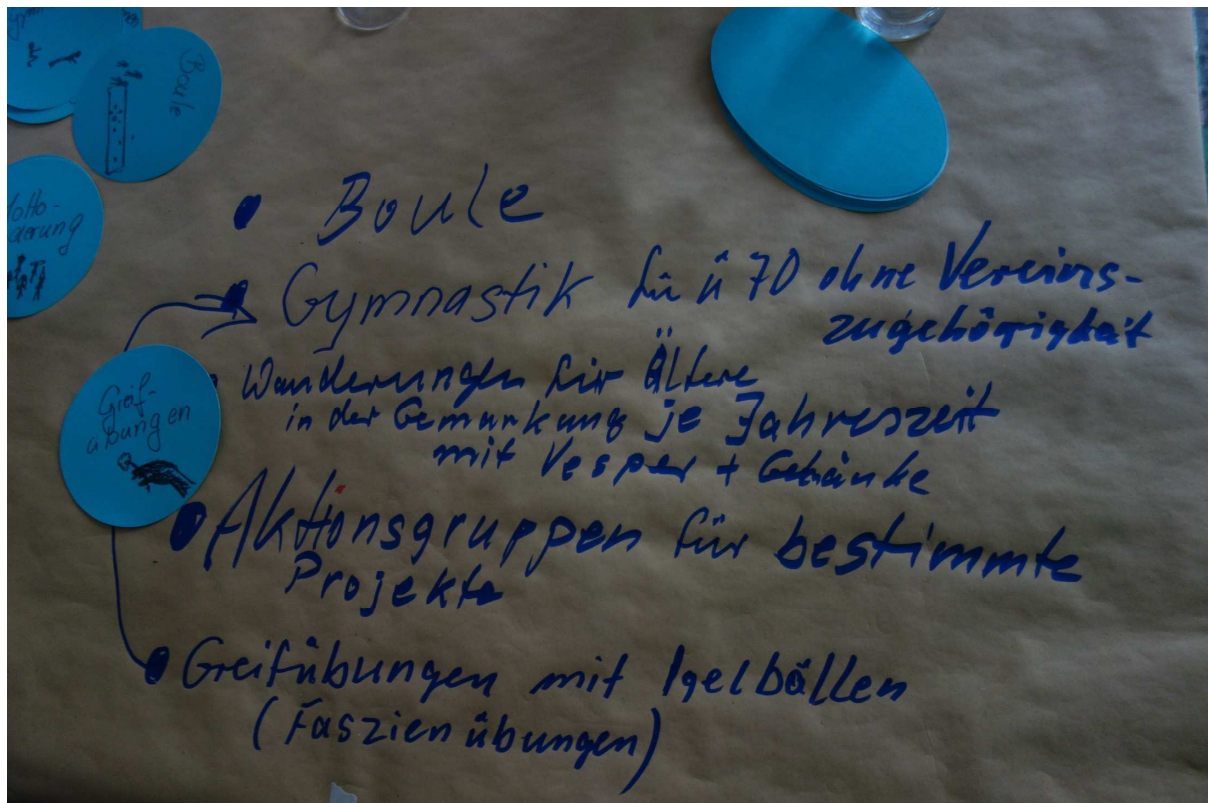 Boule
• Boule
• Gymnastik für ü 70 ohne Vereins-
zugehörigkeit
• Wanderungen für Ältere
in der Gemarkung je Jahreszeit
mit Vesper + Getränke
• Aktionsgruppen für bestimmte
Projekte
• Greifübungen mit Igelbällen
(Faszienübungen)
Greif-
übungen